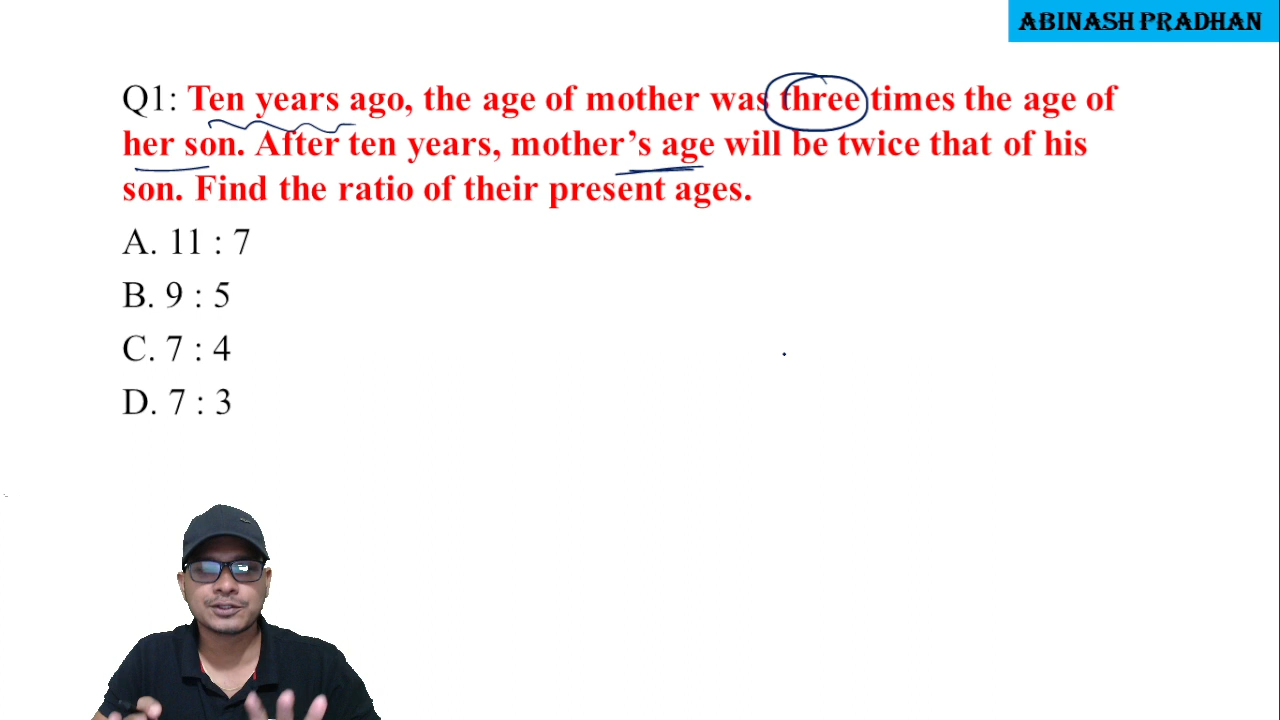 ABINASH PRADHAN
Q1: Ten years ago, the age of mother was three times the age of
her son. After ten years, mother’s age will be twice that of his
son. Find the ratio of their present ages.
A. 11 : 7
B. 9 : 5
C. 7 : 4
D. 7 : 3